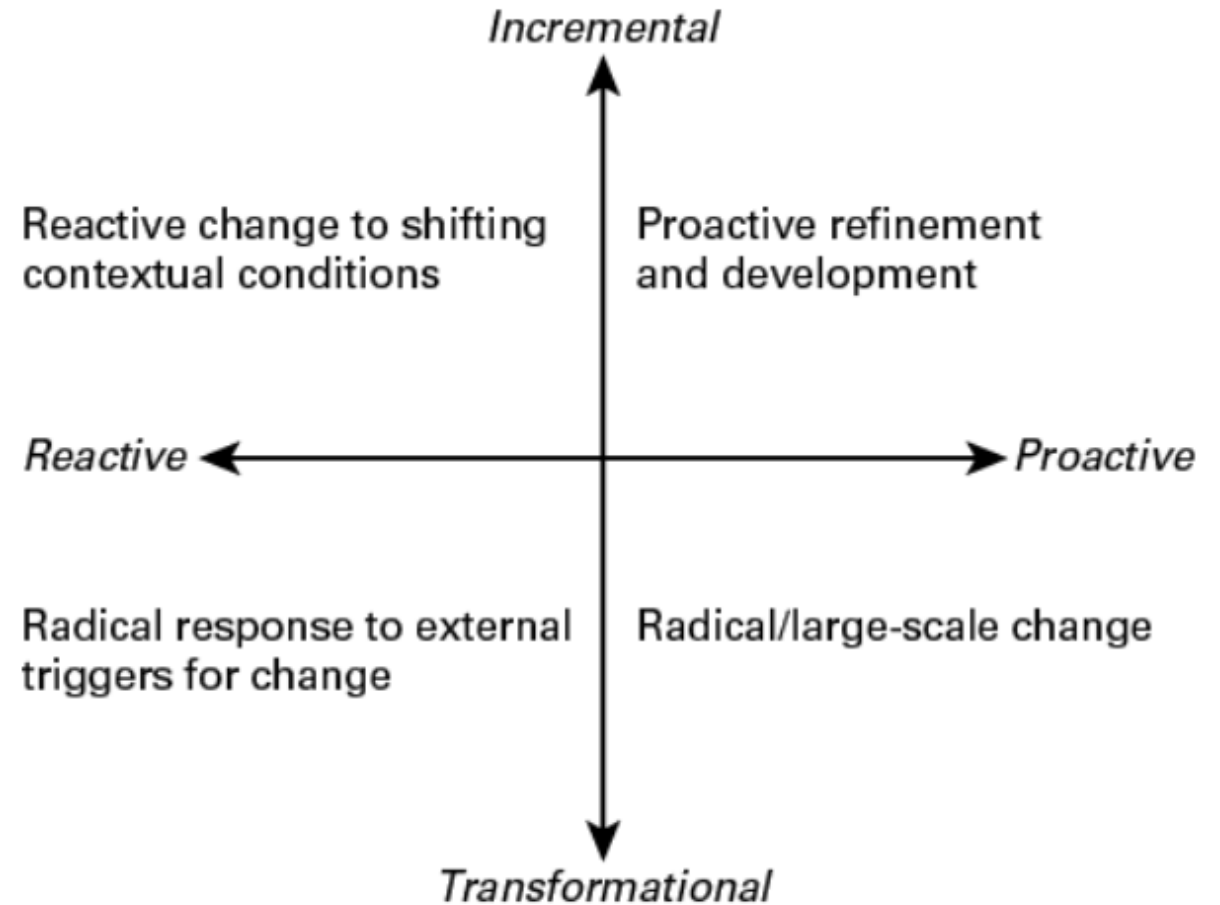 Incremental
Reactive change to shifting
contextual conditions
Proactive refinement
and development
Reactive
Proactive
Radical response to external
triggers for change
Radical/large-scale change
Transformational